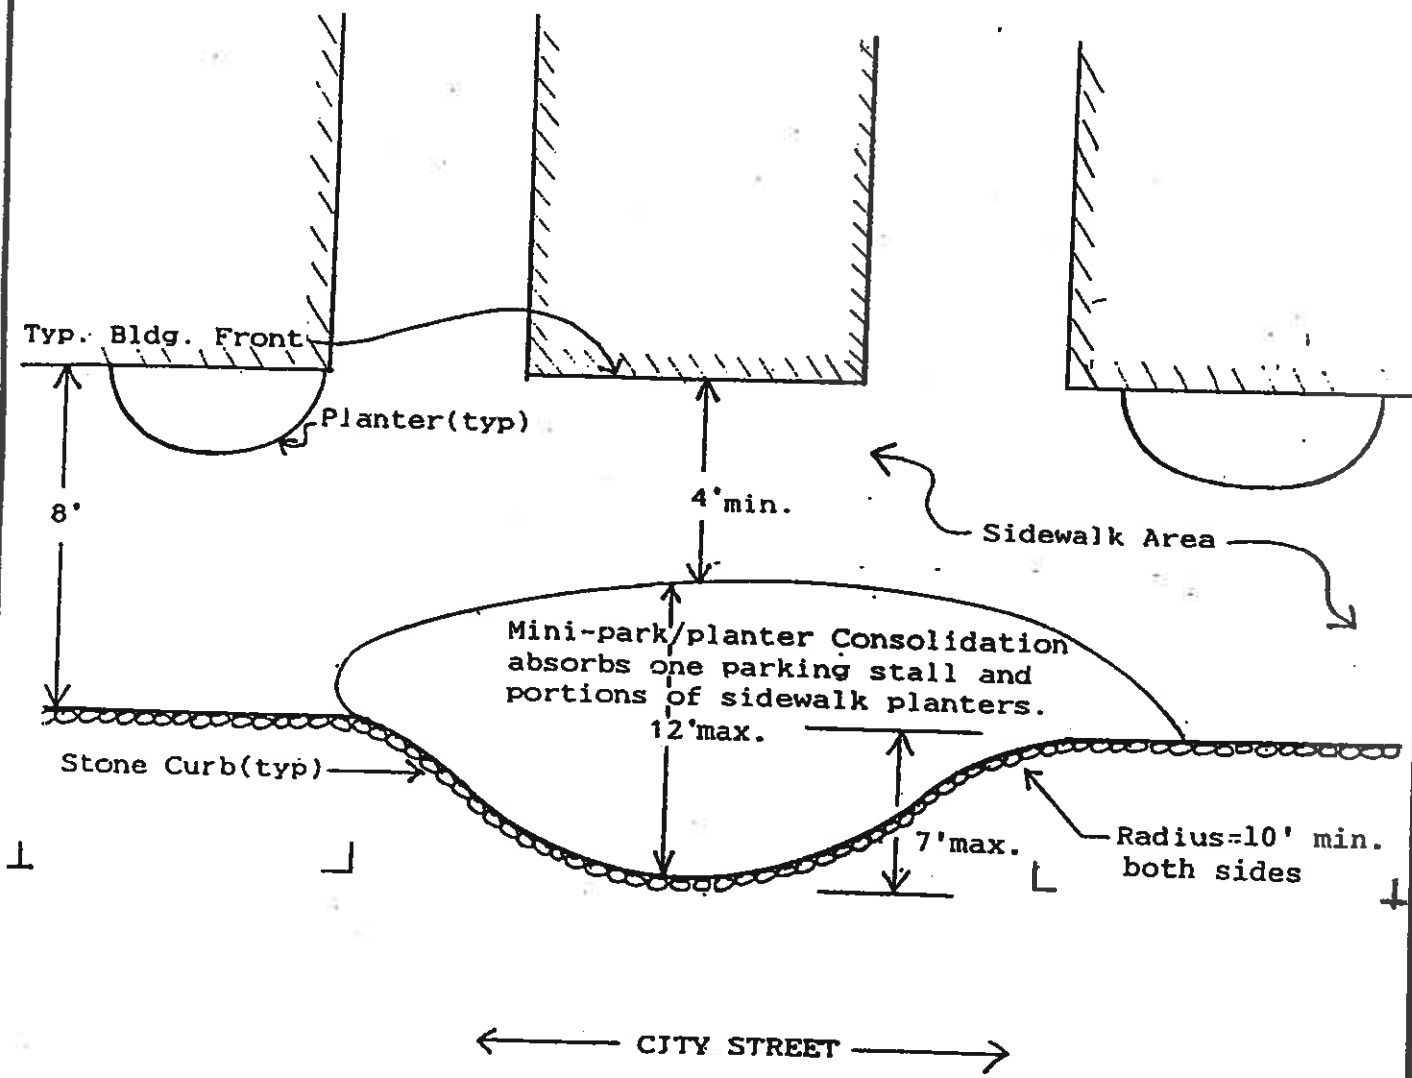 Typ. Bldg. Front
Planter(typ)
8'
4'min.
Sidewalk Area
Mini-park/planter Consolidation
absorbs one parking stall and
portions of sidewalk planters.
12'max.
Stone Curb(typ)
7'max.
Radius=10' min.
both sides
CITY STREET